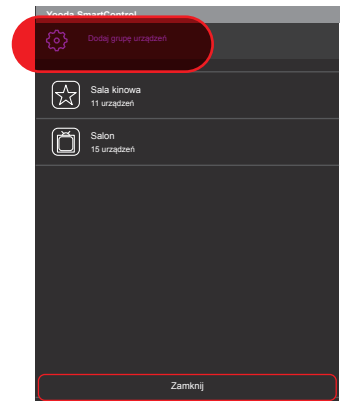 Yooda SmartControl
Dodaj grupę urządzeń
Sala kinowa
11 urządzeń
Salon
15 urządzeń
Zamknij